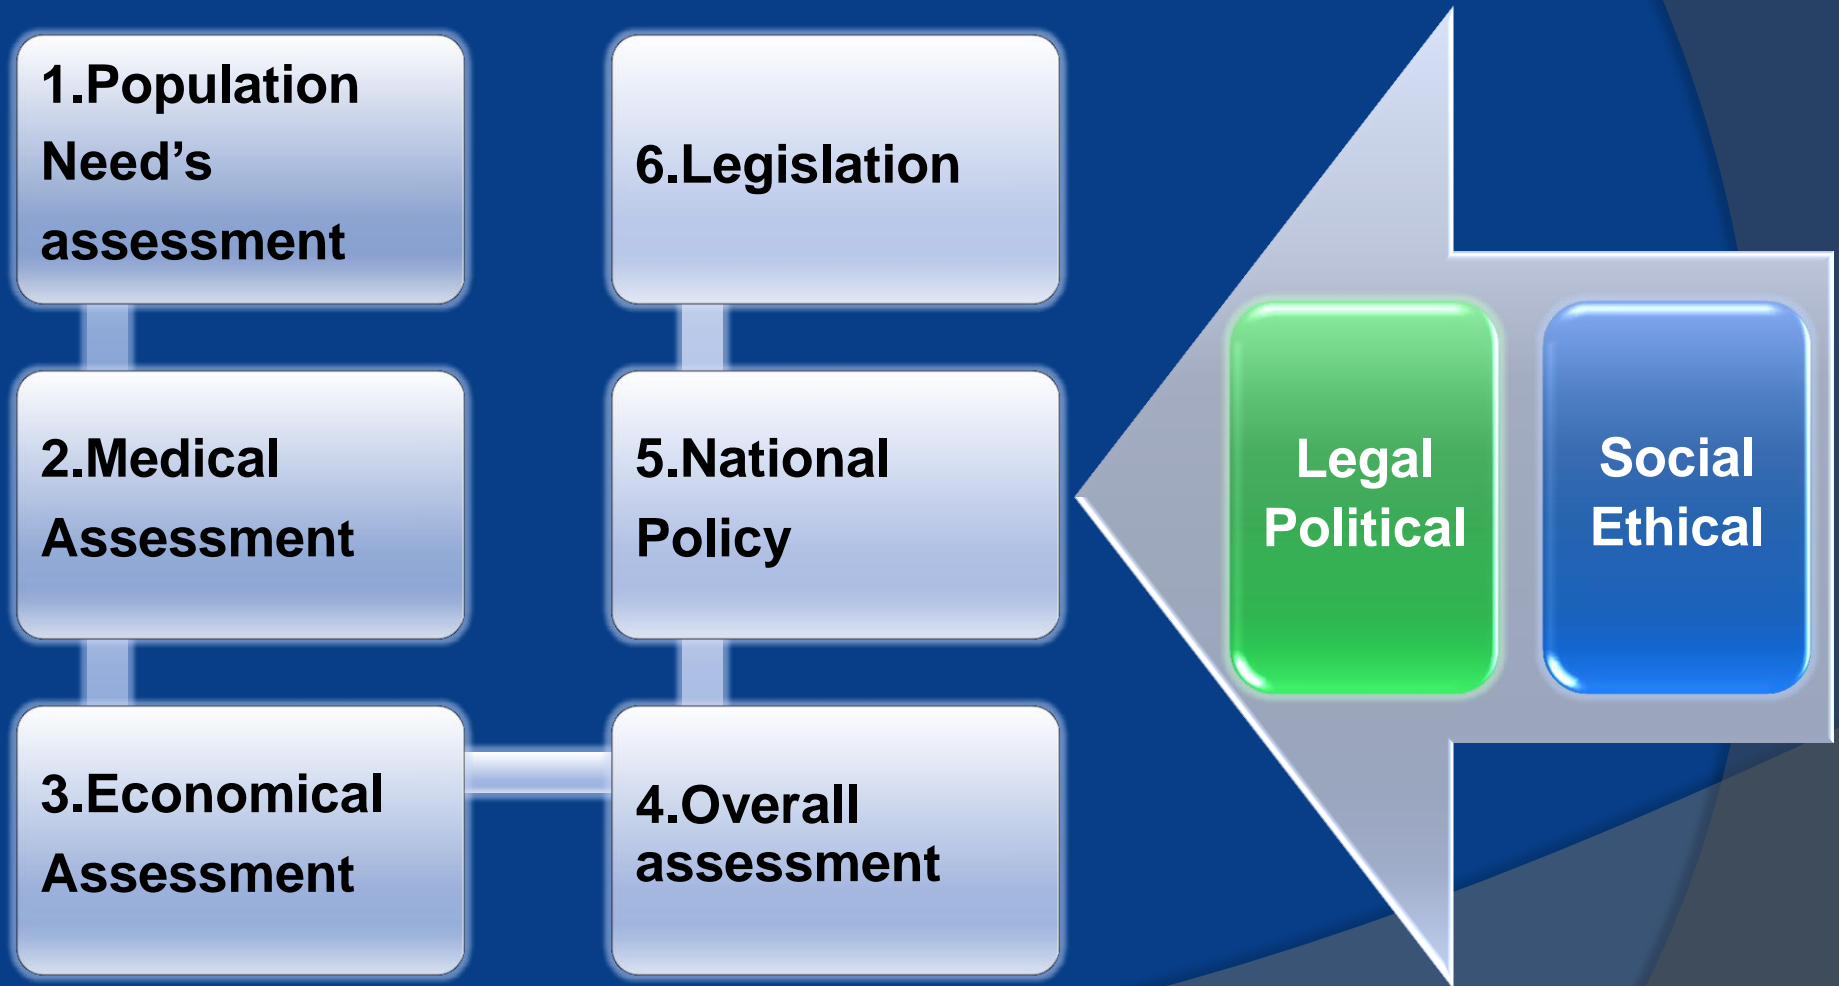 1.Population
Need’s
assessment
2.Medical
Assessment
3.Economical
Assessment
4.Overall
assessment
5.National
Policy
6.Legislation
Legal
Political
Social
Ethical